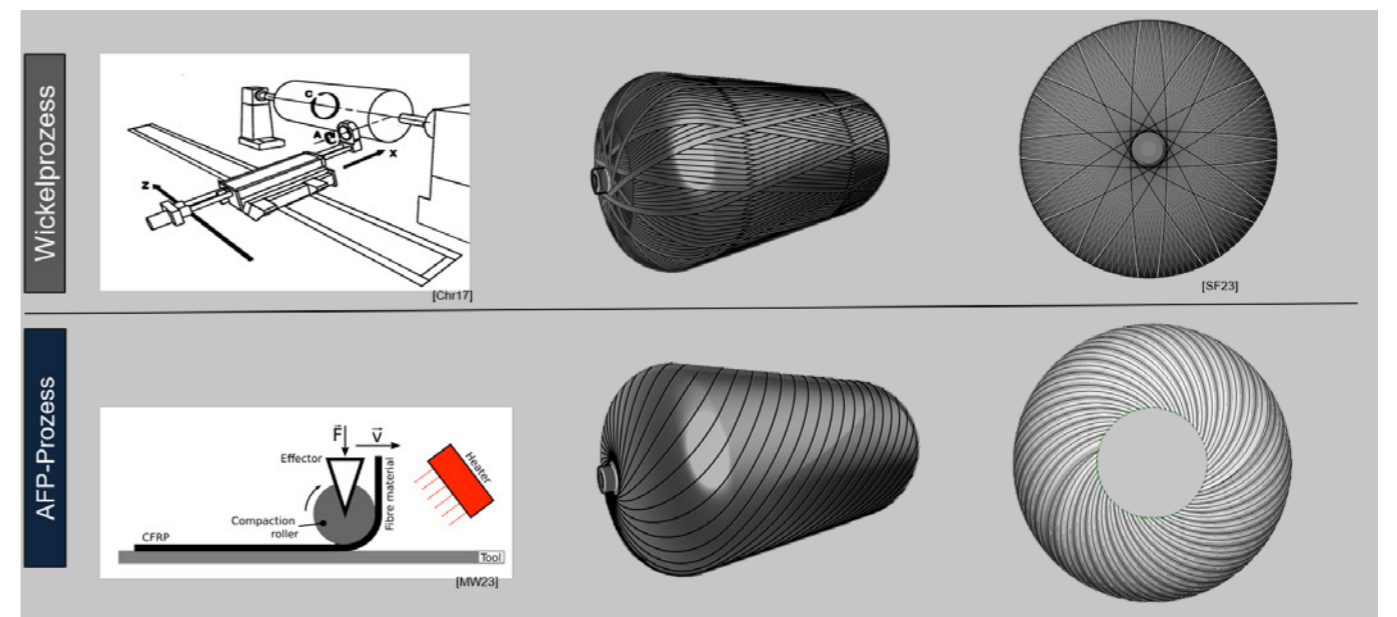 Wickelprozess
C
A
X
Z
[Chr17]
[SF23]
AFP-Prozess
F
V
Effector
Fibre material
Heater
Compaction
roller
CFRP
Tool
[MW23]